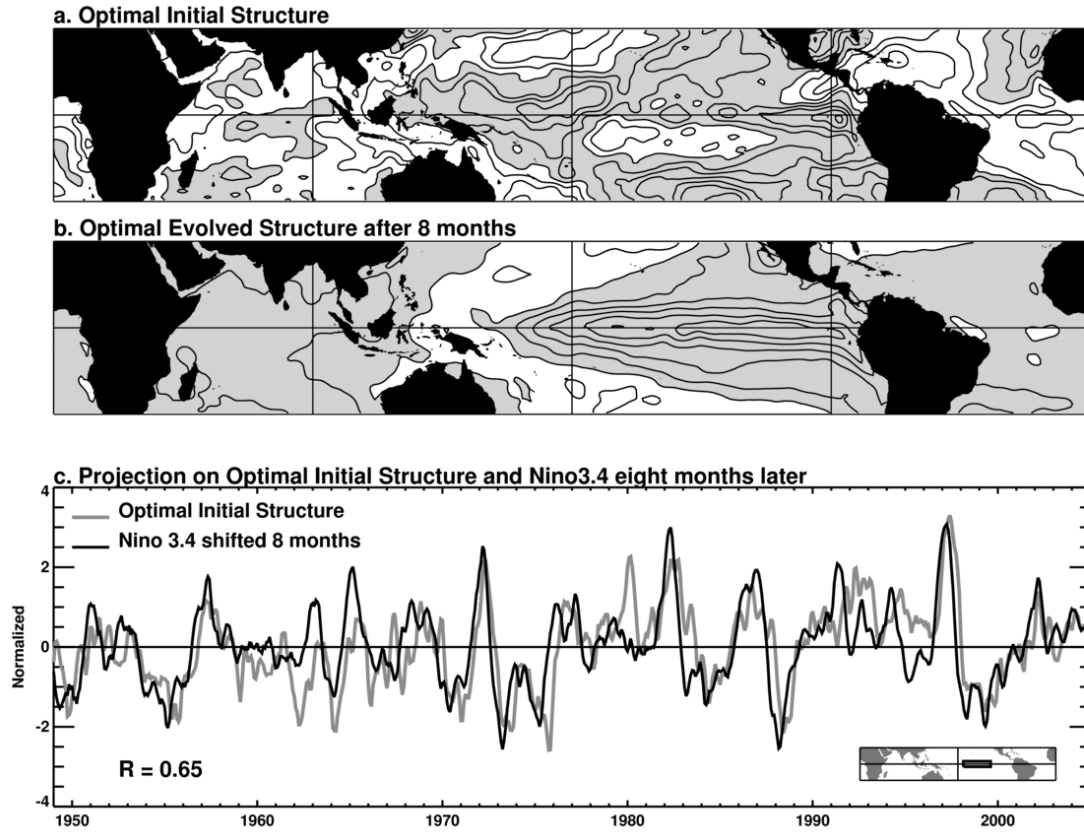 a. Optimal Initial Structure
b. Optimal Evolved Structure after 8 months
c. Projection on Optimal Initial Structure and Nino3.4 eight months later
4
Optimal Initial Structure
Nino 3.4 shifted 8 months
2
Normalized
0
-2
R = 0.65
-4
1950 1960 1970 1980 1990 2000